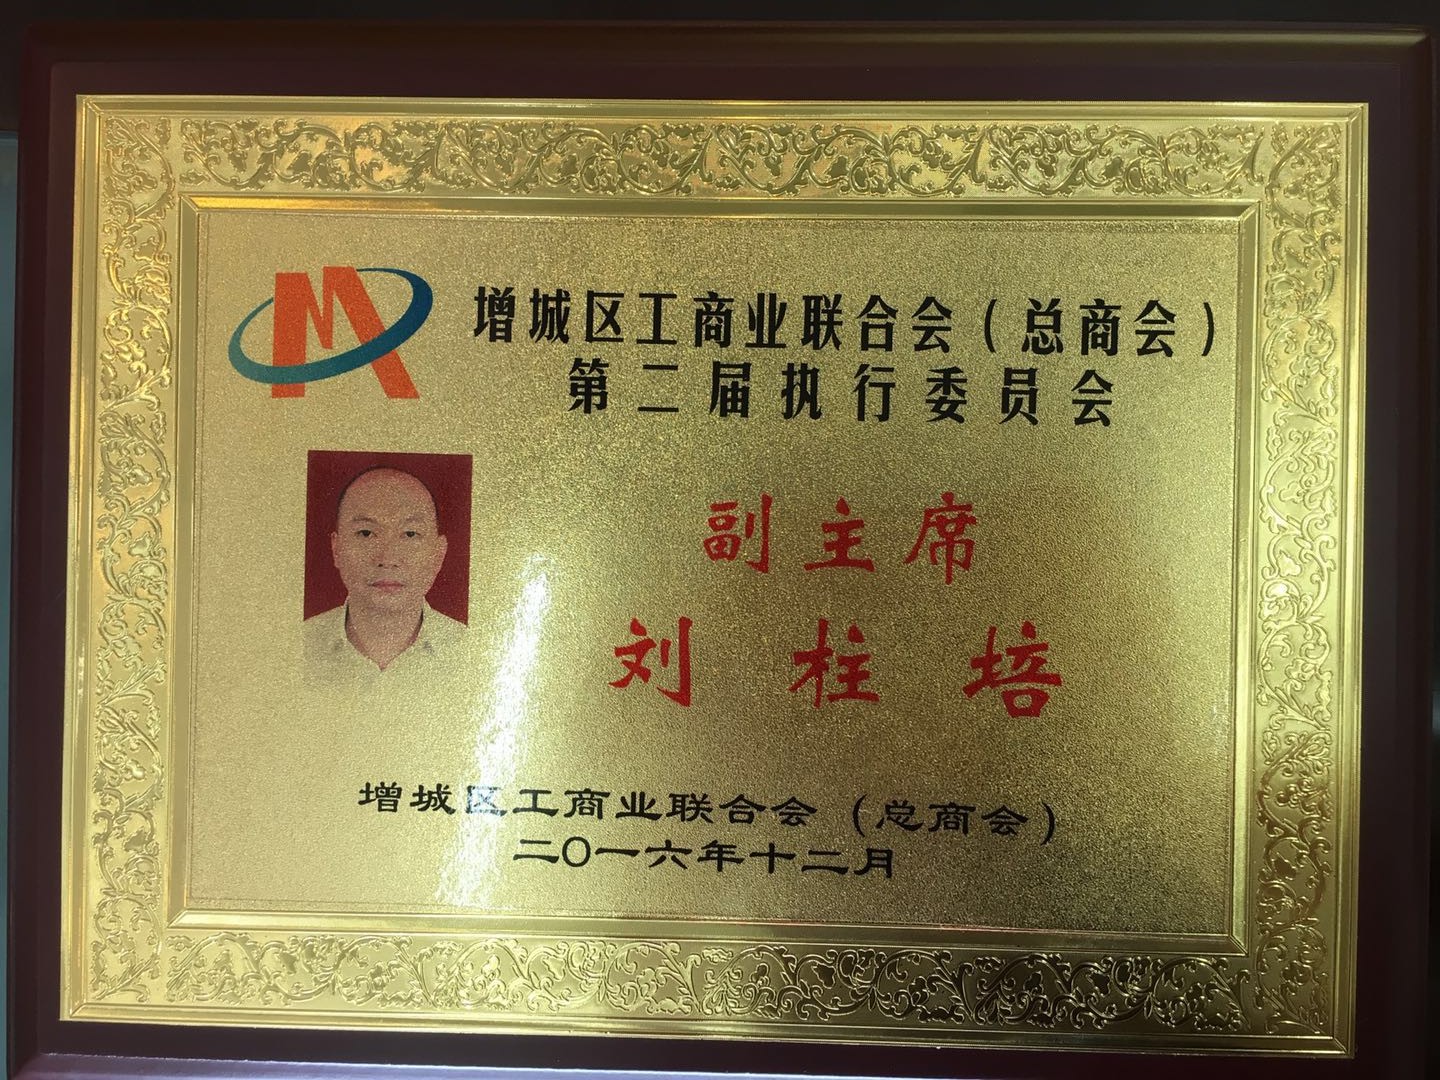 增城区工商业联合会（总商会）
第二届执行委员会
副主席
刘柱培
增城区工商业联合会（总商会）
二〇一六年十二月